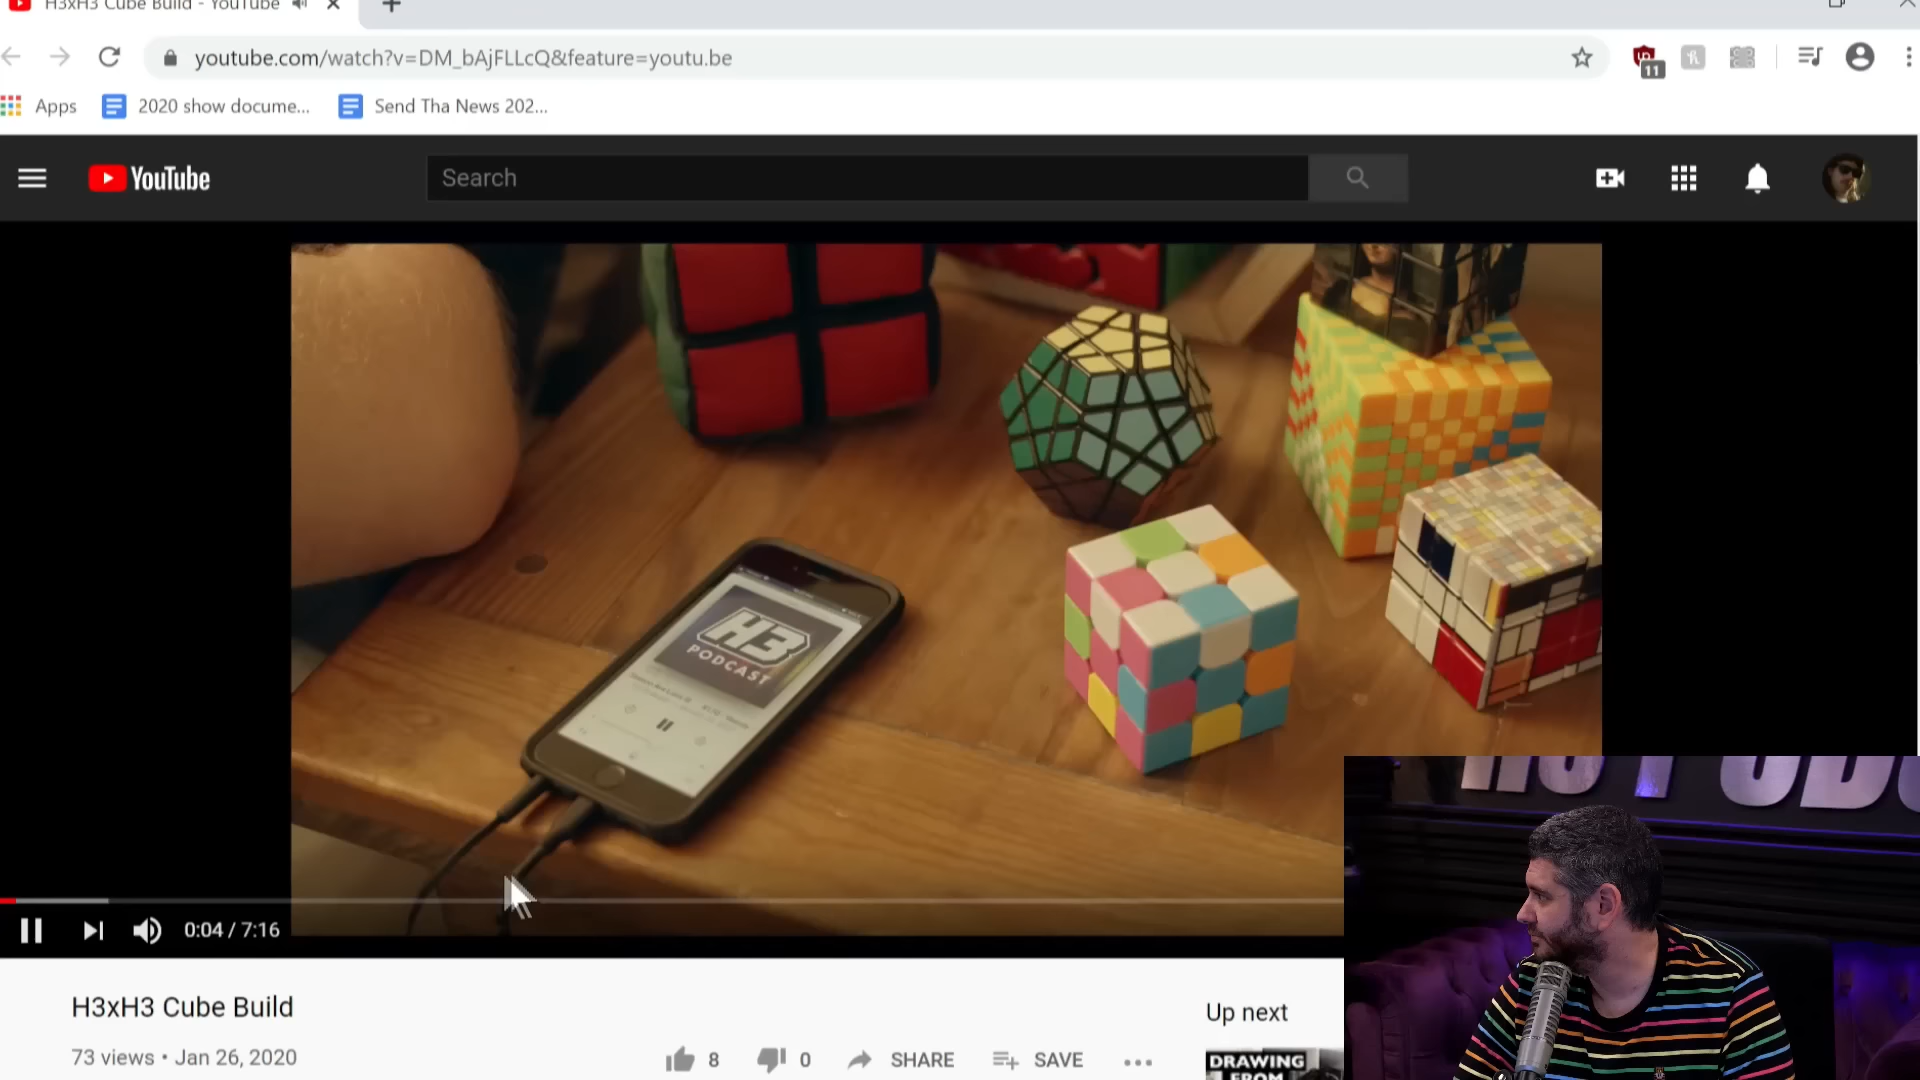 H3xH3 Cube Build - YouTube
youtube.com/watch?v=DM_bAjFLLcQ&feature=youtu.be
11
Apps
2020 show docume...
Send Tha News 202...
YouTube
Search
H3
PODCAST
0:04 / 7:16
H3xH3 Cube Build
73 views • Jan 26, 2020
8
0
SHARE
SAVE
Up next
DRAWING
FROM